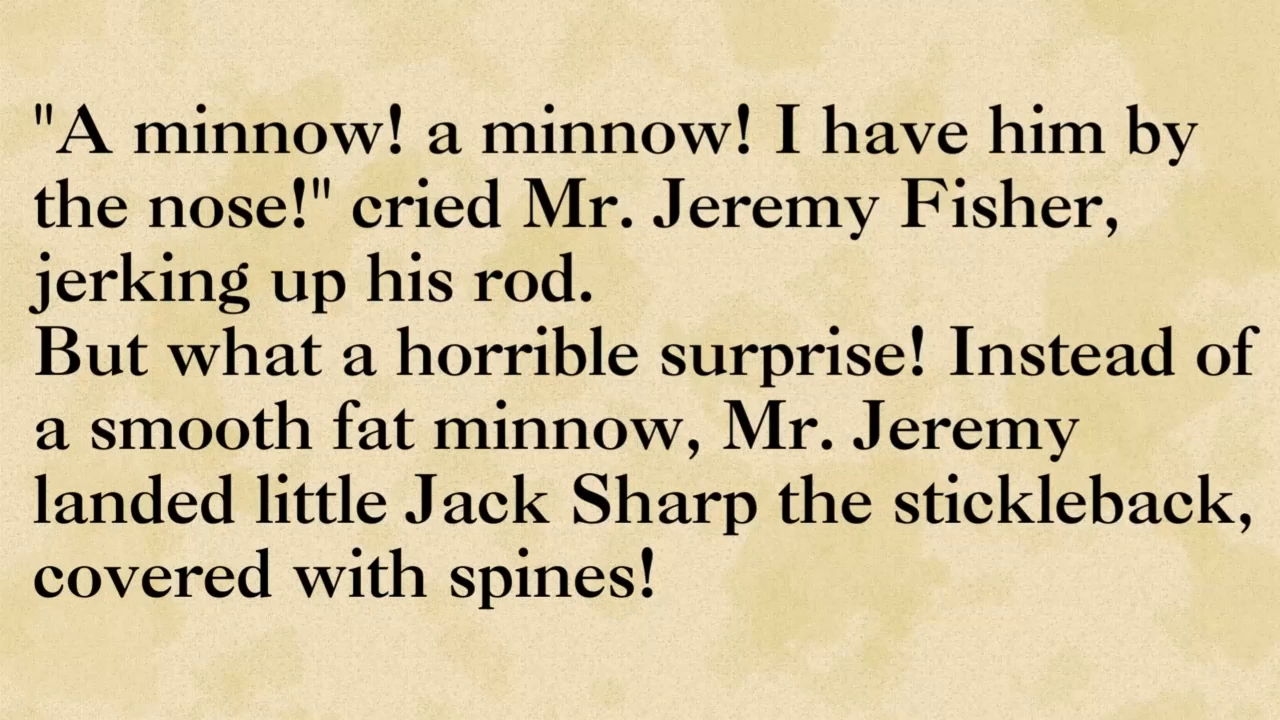 "A minnow! a minnow! I have him by
the nose!" cried Mr. Jeremy Fisher,
jerking up his rod.
But what a horrible surprise! Instead of
a smooth fat minnow, Mr. Jeremy
landed little Jack Sharp the stickleback,
covered with spines!